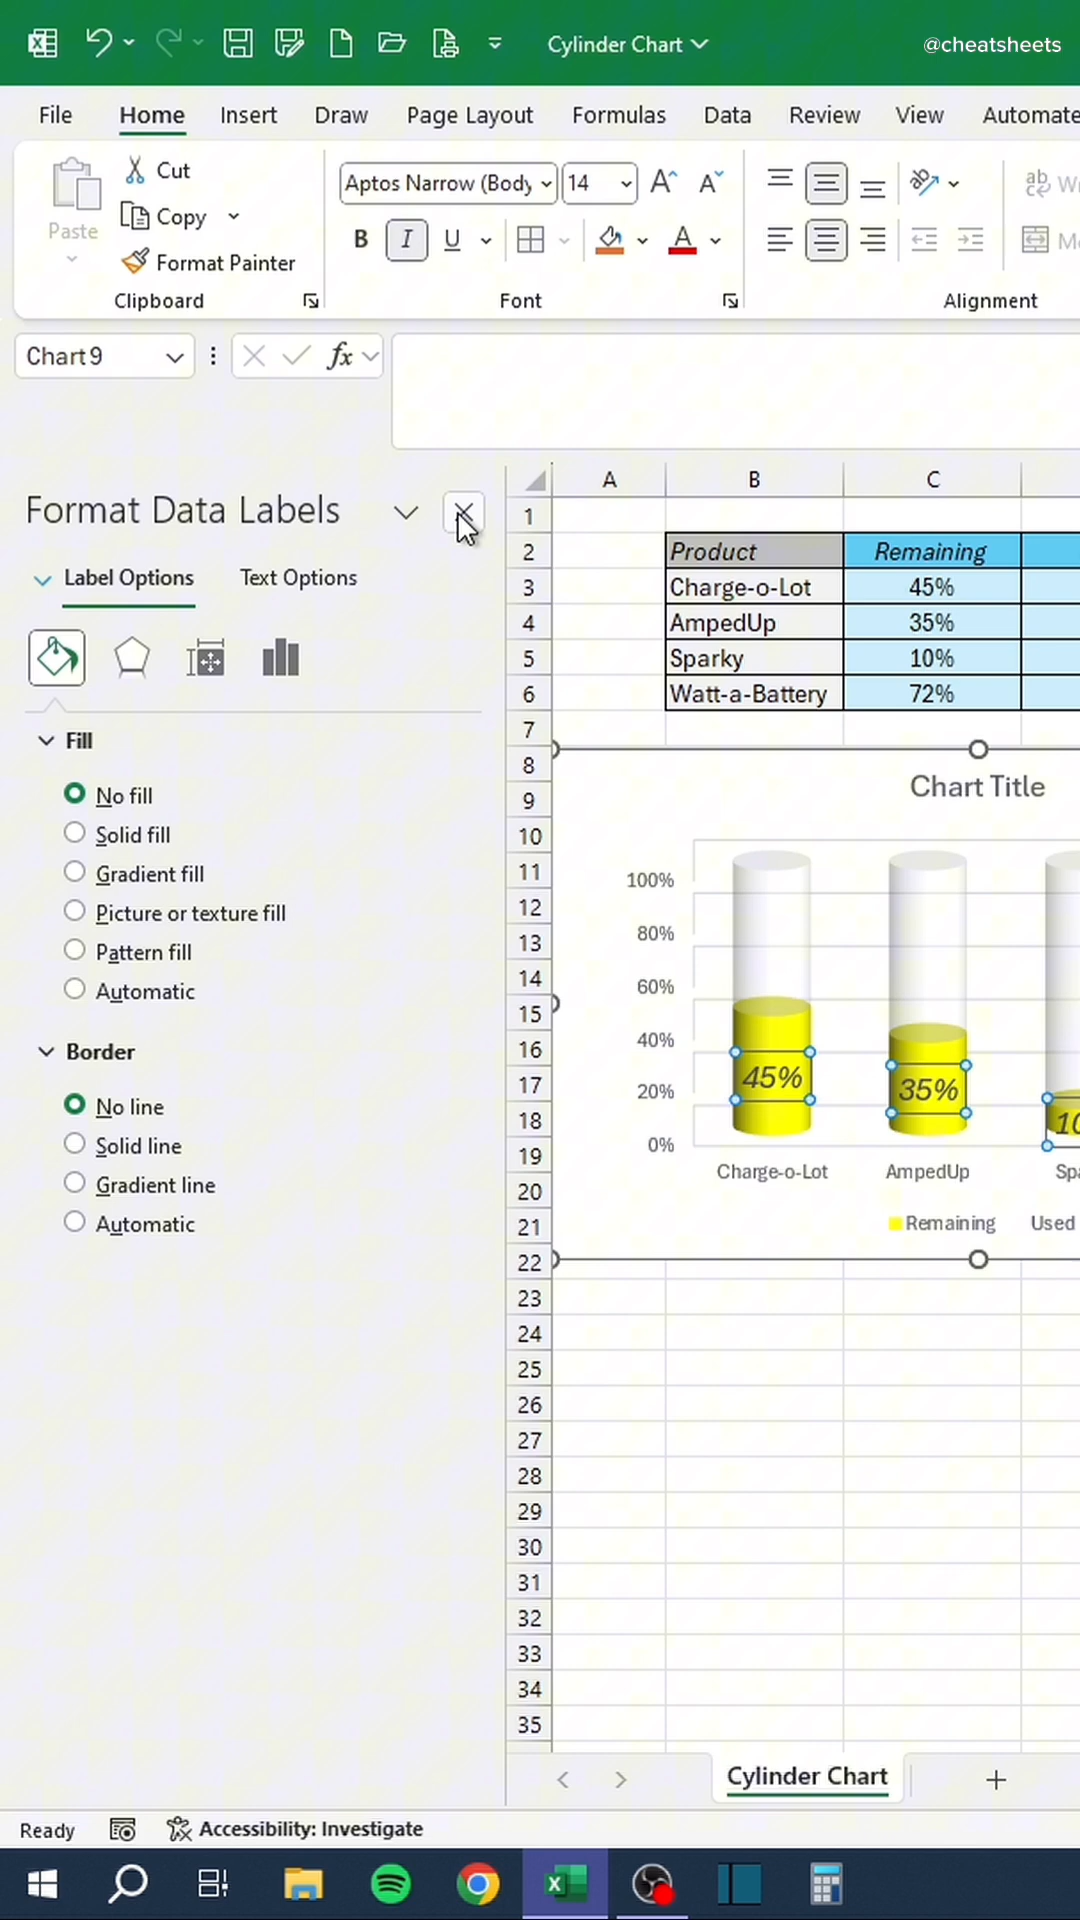 Cylinder Chart
@cheatsheets
File Home Insert Draw Page Layout Formulas Data Review View Automate
Cut
Paste
Copy
Format Painter
Clipboard
Aptos Narrow (Body
14
B I U
A
Font
ab
Alignment
Chart 9
fx
Format Data Labels
Label Options Text Options
Fill
No fill
Solid fill
Gradient fill
Picture or texture fill
Pattern fill
Automatic
Border
No line
Solid line
Gradient line
Automatic
A B C
1
2 Product Remaining
3 Charge-o-Lot 45%
4 AmpedUp 35%
5 Sparky 10%
6 Watt-a-Battery 72%
7
8
9
10
11
12
13
14
15
16
17
18
19
20
21
22
23
24
25
26
27
28
29
30
31
32
33
34
35
Chart Title
100%
80%
60%
40%
20%
0%
45% 35% 10
Charge-o-Lot AmpedUp Spa
Remaining Used
Cylinder Chart
Ready Accessibility: Investigate